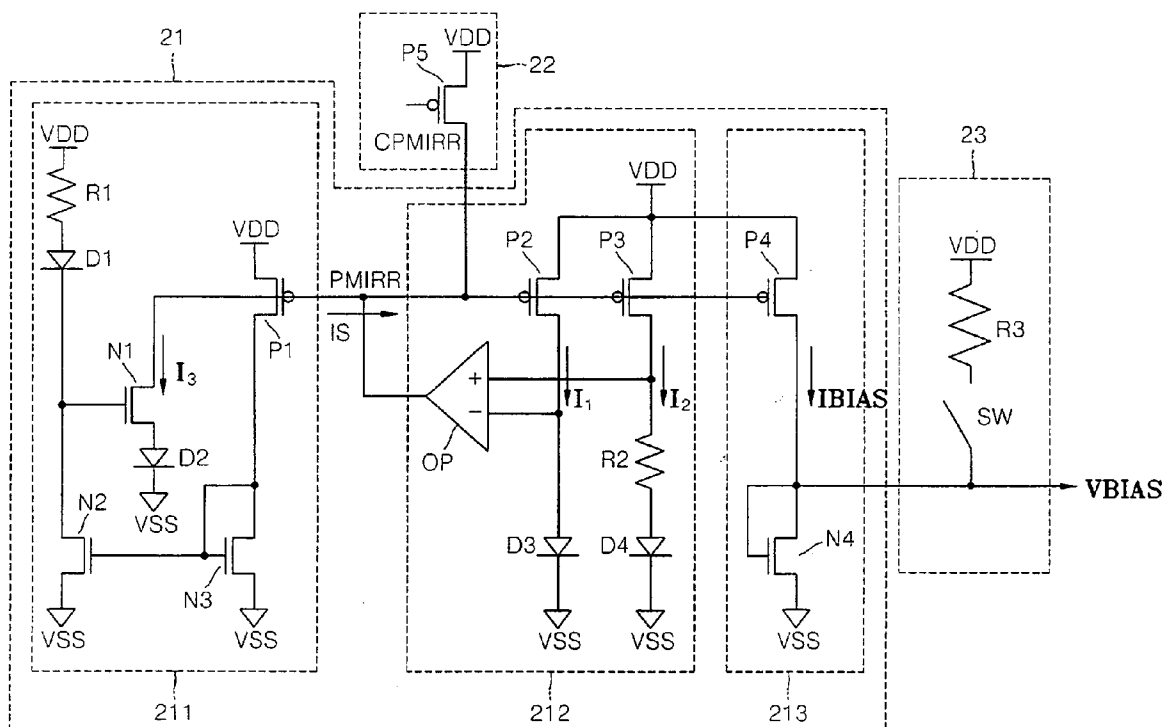 21
VDD
P5
22
CPMIRR
VDD
R1
D1
VDD
P1
N1
I3
D2
VSS
N2
N3
VSS
VSS
211
PMIRR
IS
VDD
P2
P3
I1
I2
+
−
OP
R2
D3
D4
VSS
VSS
212
P4
IBIAS
N4
VSS
213
23
VDD
R3
SW
VBIAS